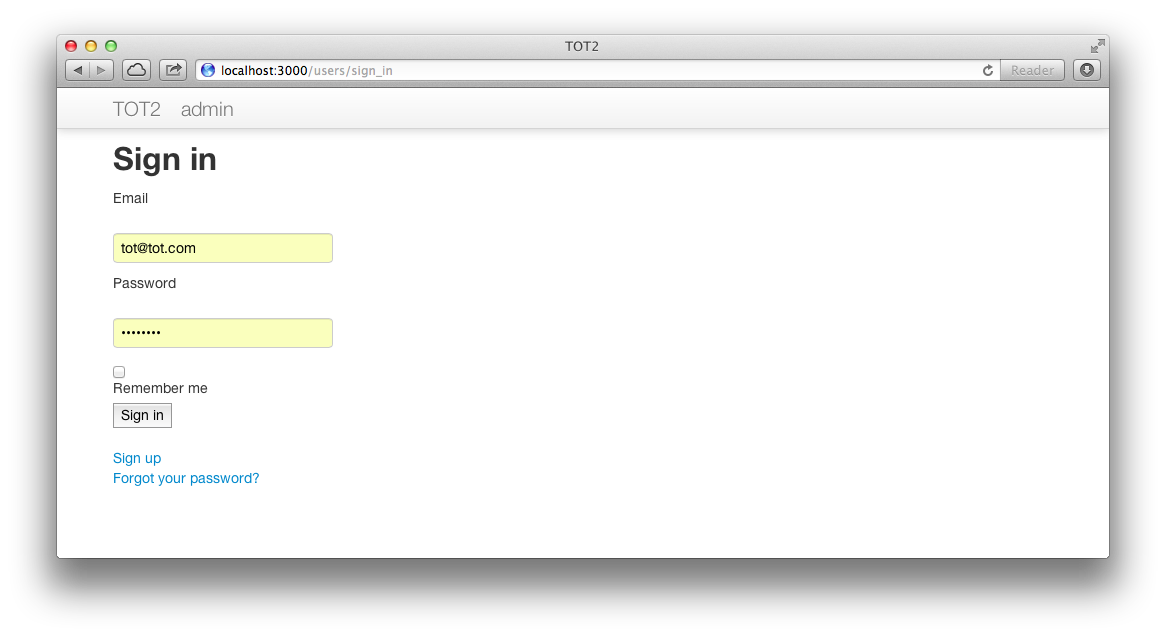 TOT2
localhost:3000/users/sign_in
Reader
TOT2 admin
Sign in
Email
tot@tot.com
Password
••••••••
Remember me
Sign in
Sign up
Forgot your password?